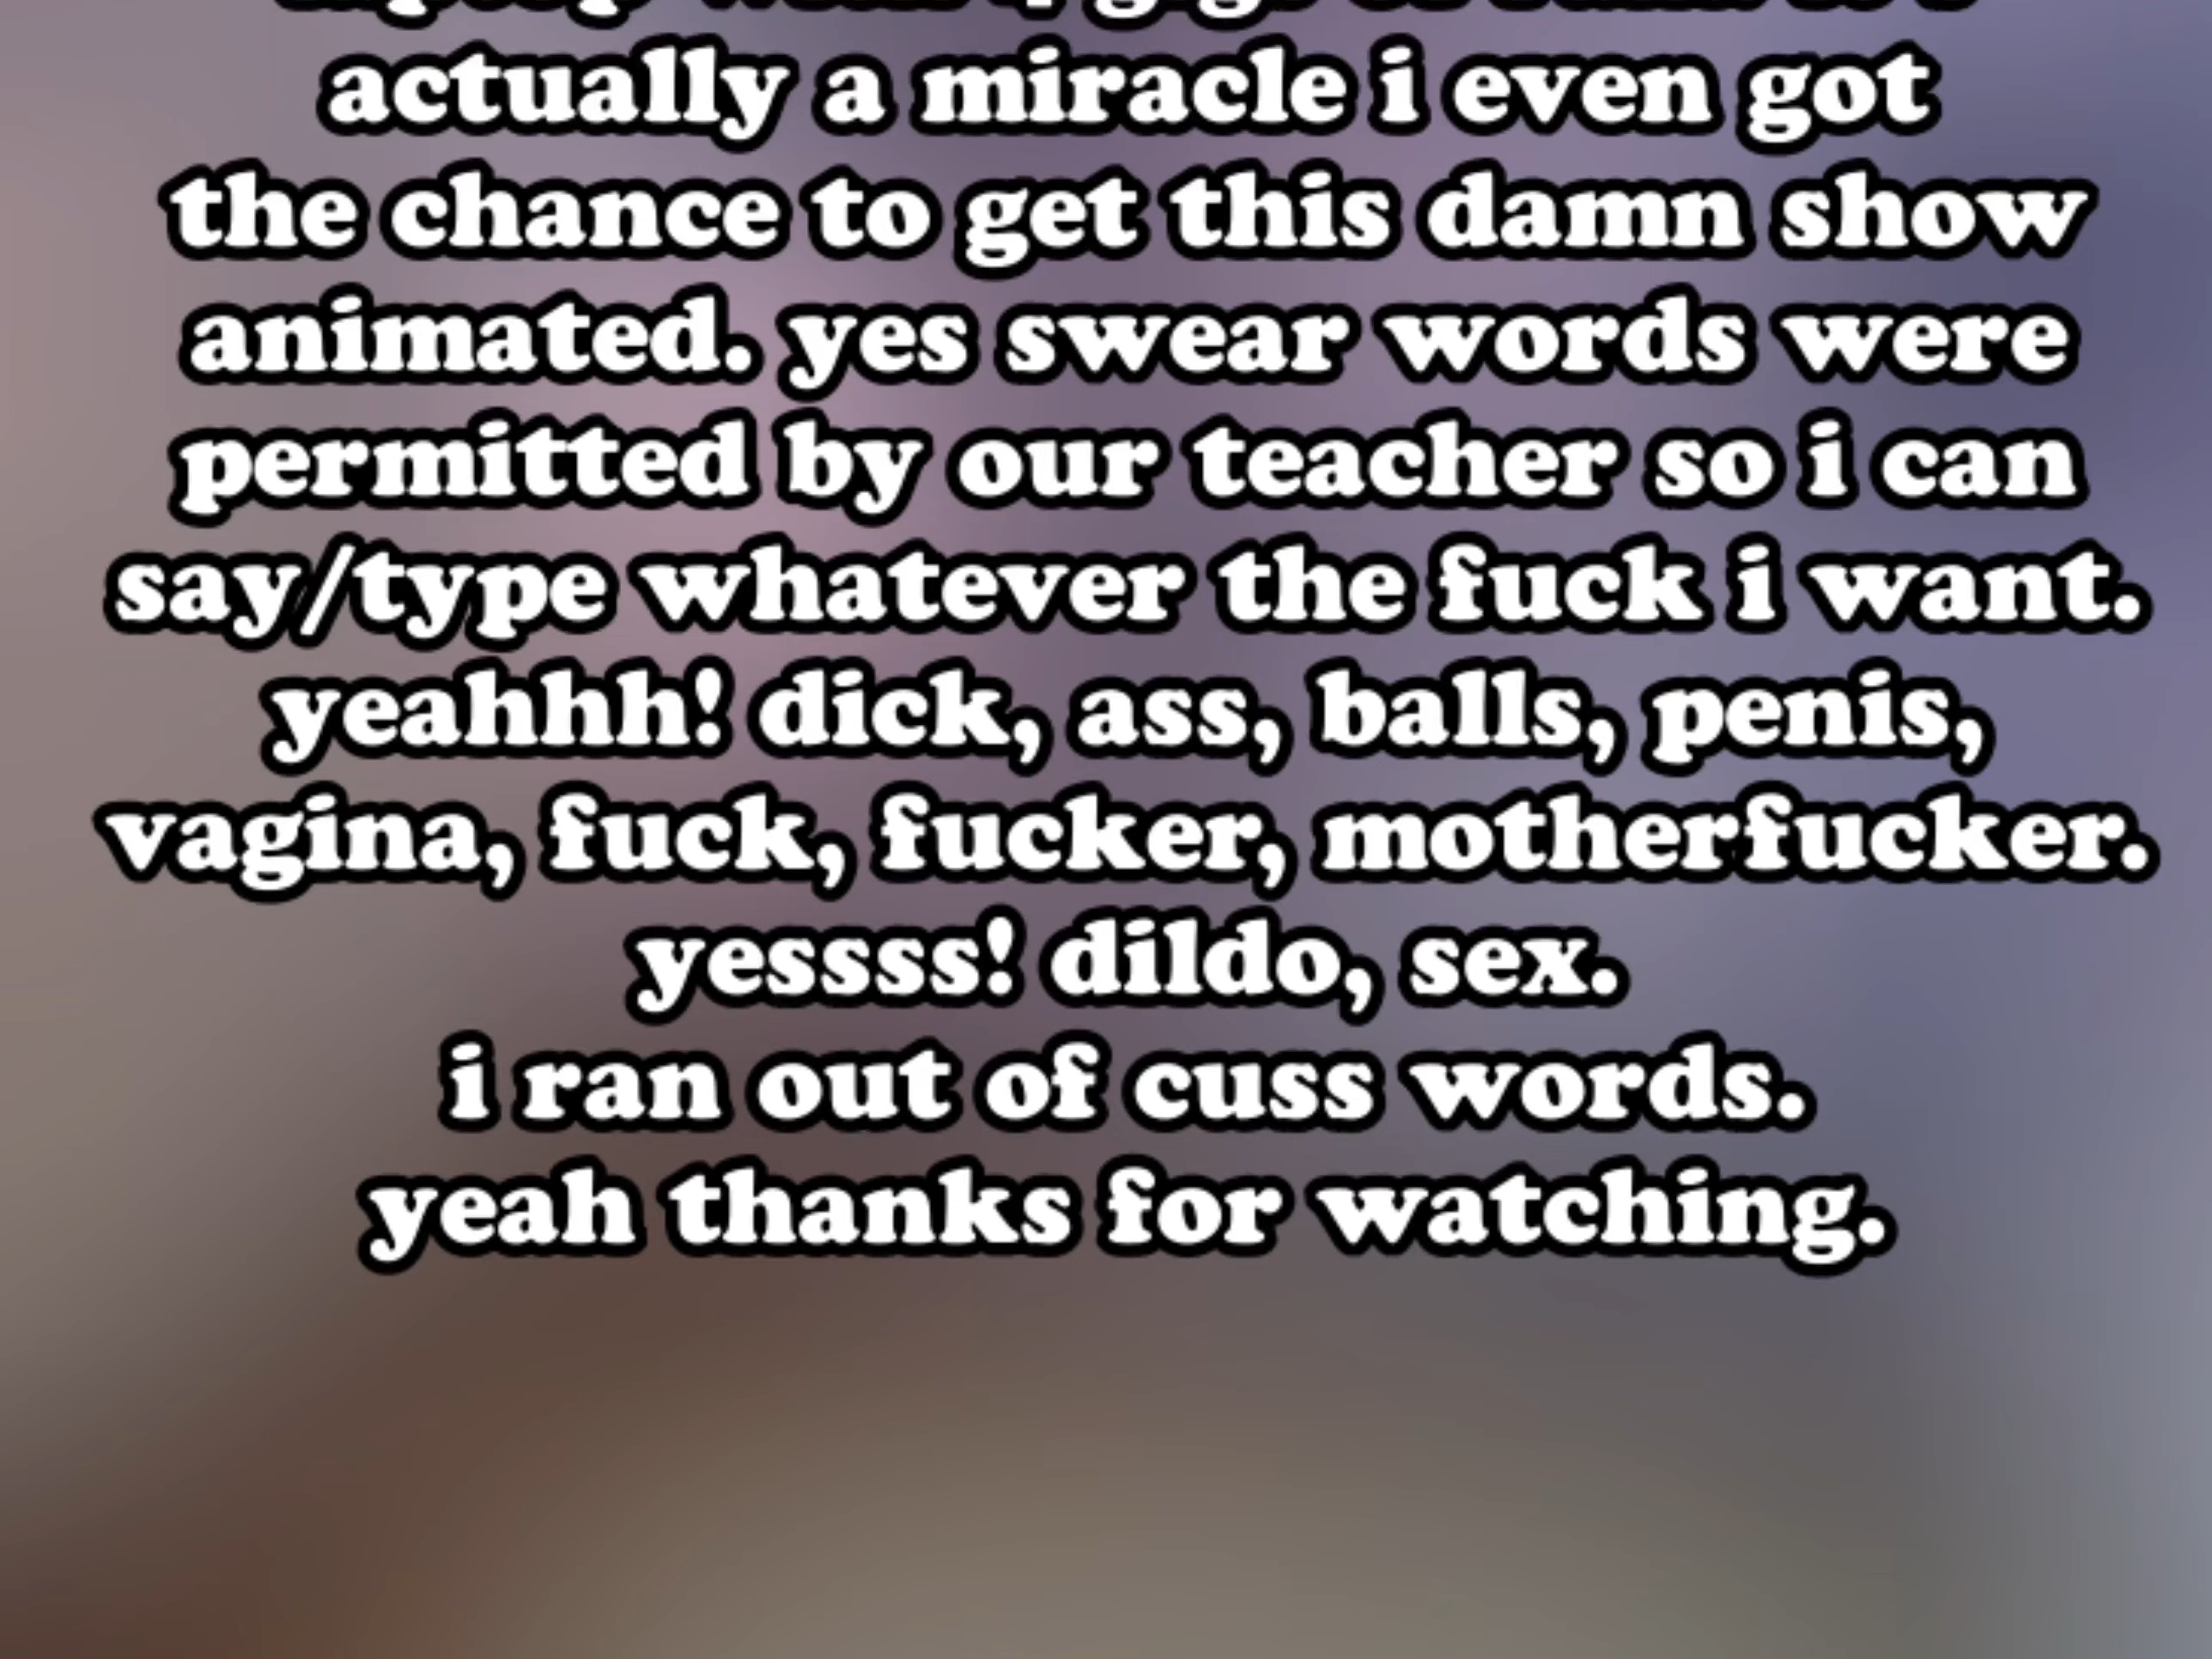 actually a miracle i even got
the chance to get this damn show
animated. yes swear words were
permitted by our teacher so i can
say/type whatever the fuck i want.
yeahhh! dick, ass, balls, penis,
vagina, fuck, fucker, motherfucker.
yessss! dildo, sex.
i ran out of cuss words.
yeah thanks for watching.